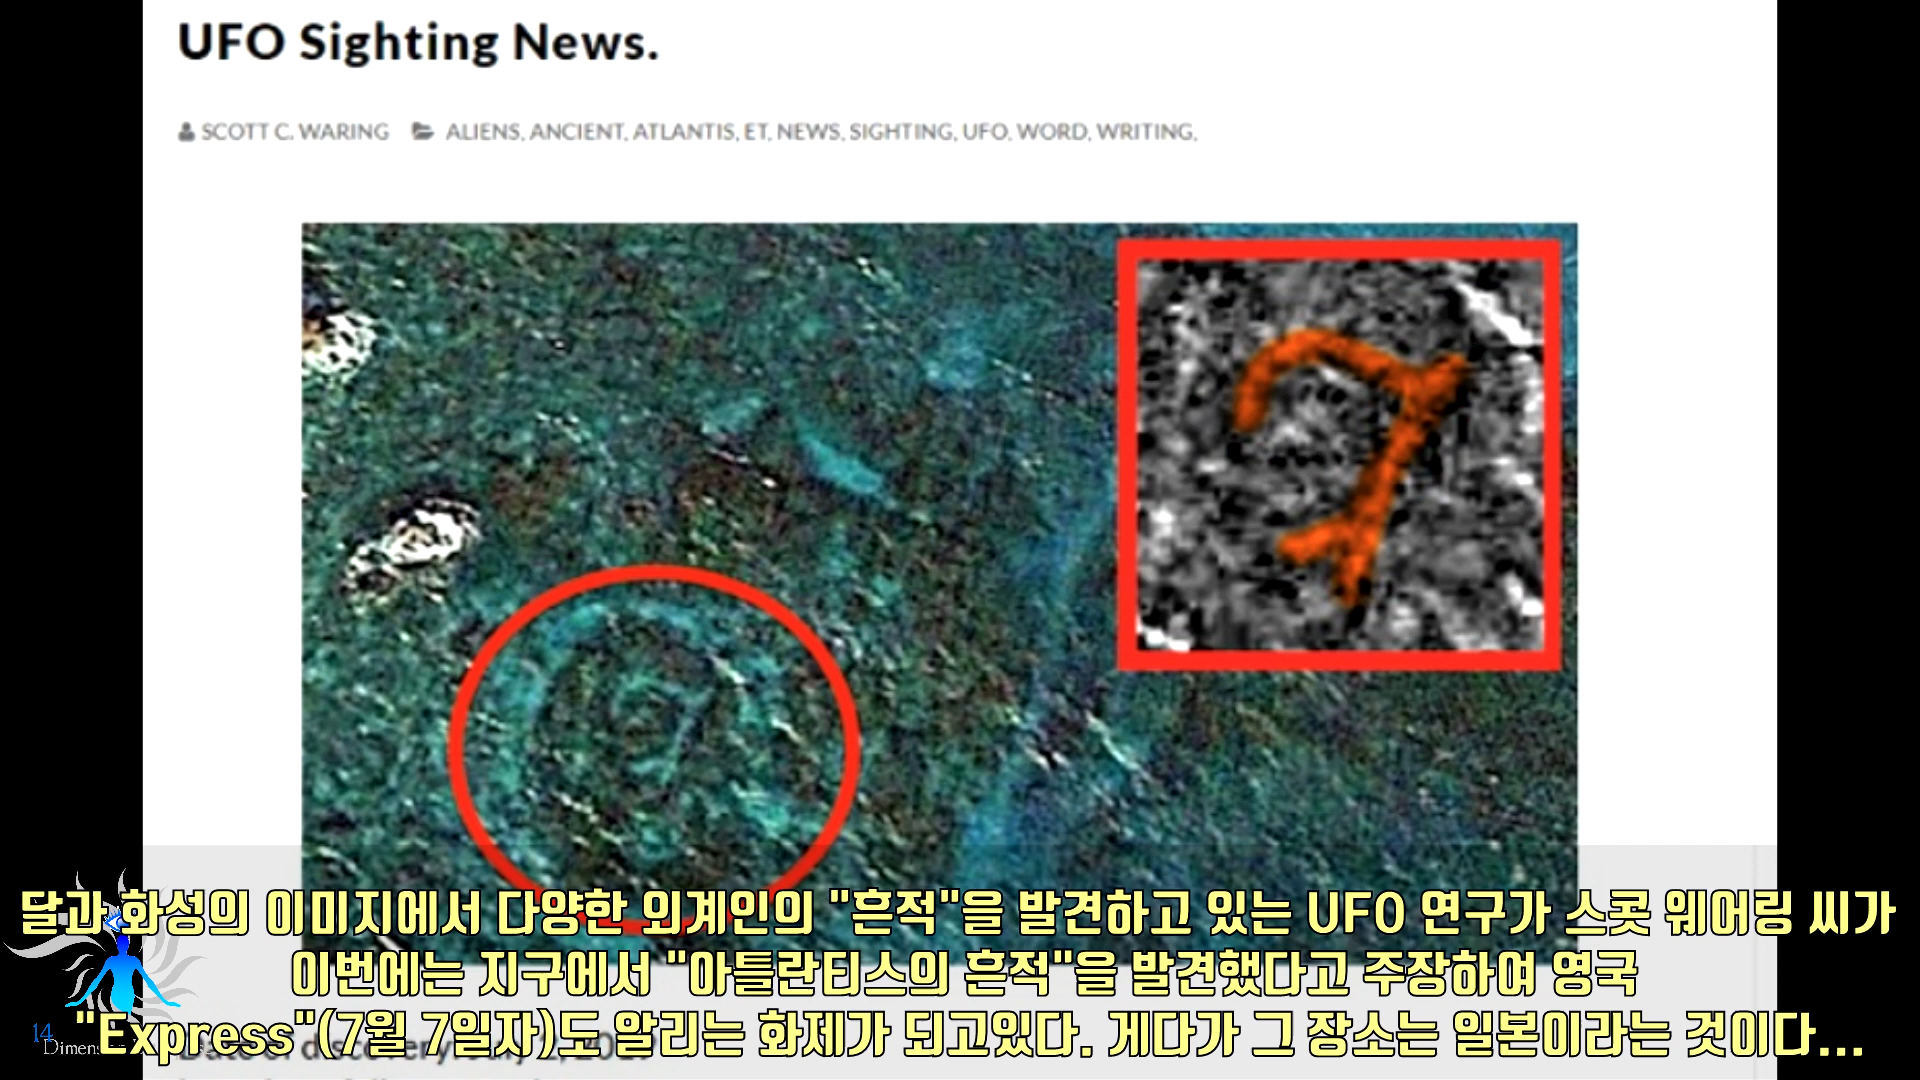 UFO Sighting News.
SCOTT C. WARING ALIENS, ANCIENT, ATLANTIS, ET, NEWS, SIGHTING, UFO, WORD, WRITING,
달과 화성의 이미지에서 다양한 외계인의 "흔적"을 발견하고 있는 UFO 연구가 스콧 웨어링 씨가
이번에는 지구에서 "아틀란티스의 흔적"을 발견했다고 주장하여 영국
"Express"(7월 7일자)도 알리는 화제가 되고있다. 게다가 그 장소는 일본이라는 것이다...
14